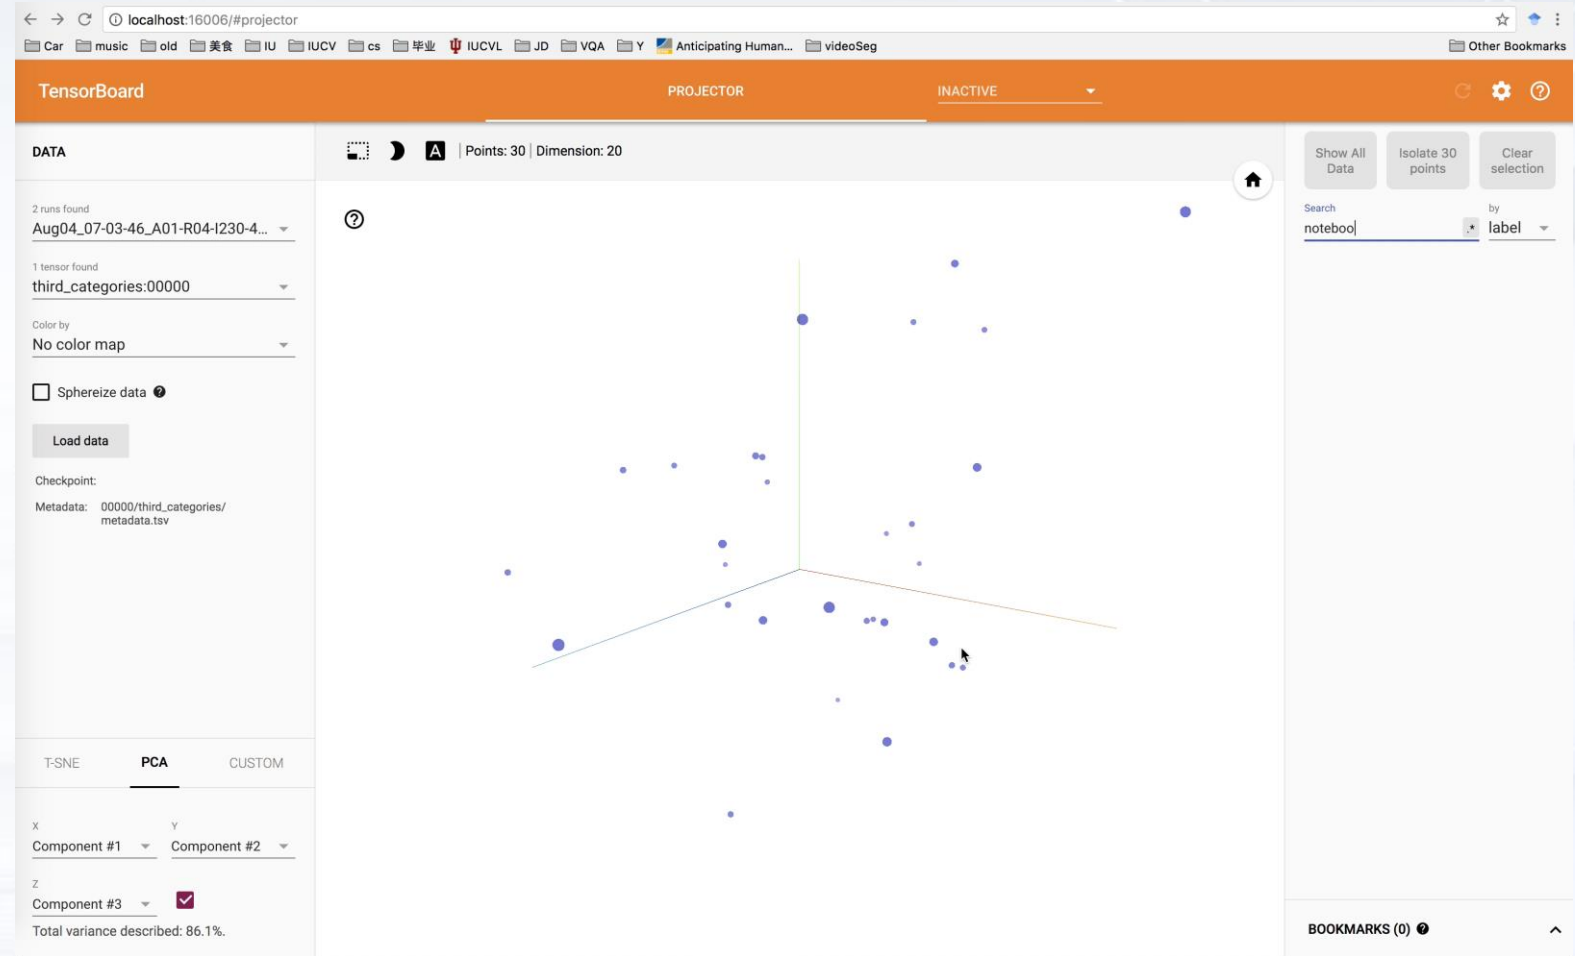 localhost:16006/#projector
Car music old 美食 IU IUCV cs 毕业 IUCVL JD VQA Y Anticipating Human... videoSeg Other Bookmarks
TensorBoard PROJECTOR INACTIVE
DATA
Points: 30 | Dimension: 20
2 runs found
Aug04_07-03-46_A01-R04-I230-4...
1 tensor found
third_categories:00000
Color by
No color map
Sphereize data
Load data
Checkpoint:
Metadata: 00000/third_categories/
metadata.tsv
T-SNE PCA CUSTOM
X Y
Component #1 Component #2
Z
Component #3
Total variance described: 86.1%.
Show All
Data
Isolate 30
points
Clear
selection
Search by
noteboo .* label
BOOKMARKS (0)